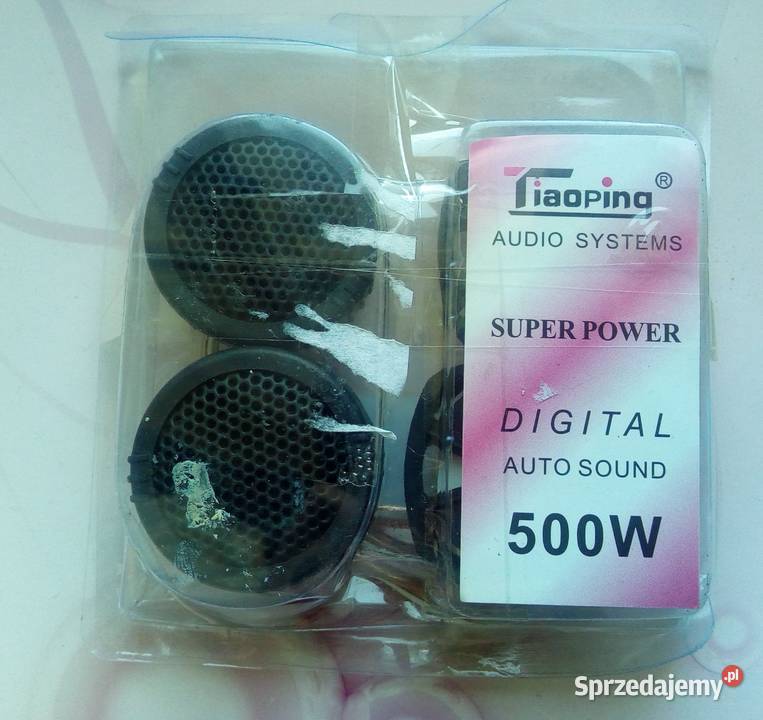 Tiaoping®
AUDIO SYSTEMS
SUPER POWER
DIGITAL
AUTO SOUND
500W
Sprzedajemy.pl